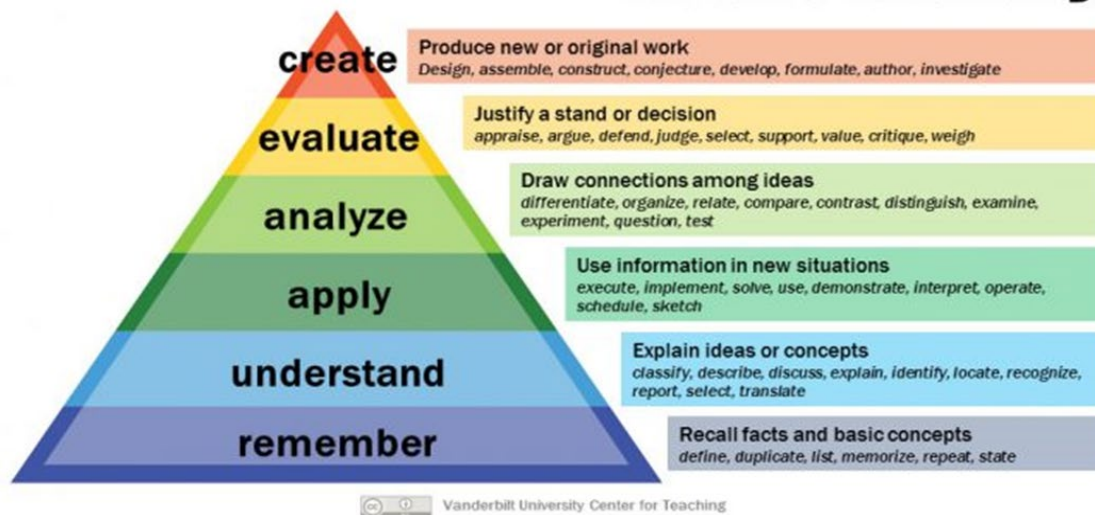 create
Produce new or original work
Design, assemble, construct, conjecture, develop, formulate, author, investigate
evaluate
Justify a stand or decision
appraise, argue, defend, judge, select, support, value, critique, weigh
analyze
Draw connections among ideas
differentiate, organize, relate, compare, contrast, distinguish, examine,
experiment, question, test
apply
Use information in new situations
execute, implement, solve, use, demonstrate, interpret, operate,
schedule, sketch
understand
Explain ideas or concepts
classify, describe, discuss, explain, identify, locate, recognize,
report, select, translate
remember
Recall facts and basic concepts
define, duplicate, list, memorize, repeat, state
cc
Vanderbilt University Center for Teaching